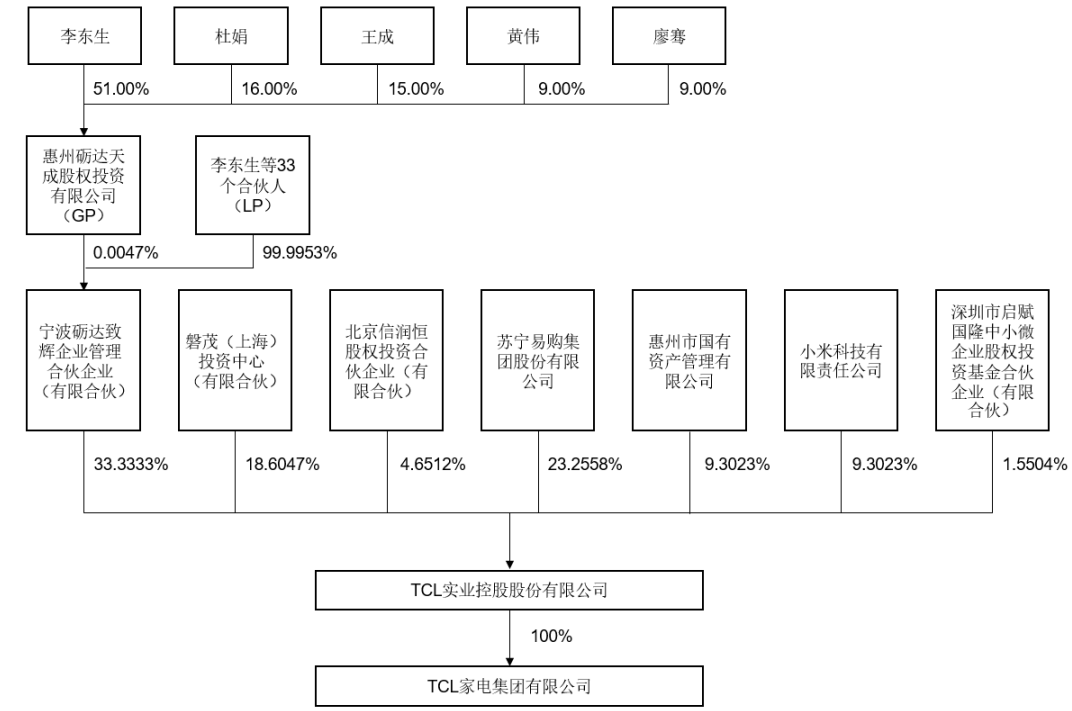 李东生
杜娟
王成
黄伟
廖骞
51.00%
16.00%
15.00%
9.00%
9.00%
惠州砺达天
成股权投资
有限公司
（GP）
李东生等33
个合伙人
（LP）
0.0047%
99.9953%
宁波砺达致
辉企业管理
合伙企业
（有限合伙）
磐茂（上海）
投资中心
（有限合伙）
北京信润恒
股权投资合
伙企业（有
限合伙）
苏宁易购集
团股份有限
公司
惠州市国有
资产管理有
限公司
小米科技有
限责任公司
深圳市启赋
国隆中小微
企业股权投
资基金合伙
企业（有限
合伙）
33.3333%
18.6047%
4.6512%
23.2558%
9.3023%
9.3023%
1.5504%
TCL实业控股股份有限公司
100%
TCL家电集团有限公司